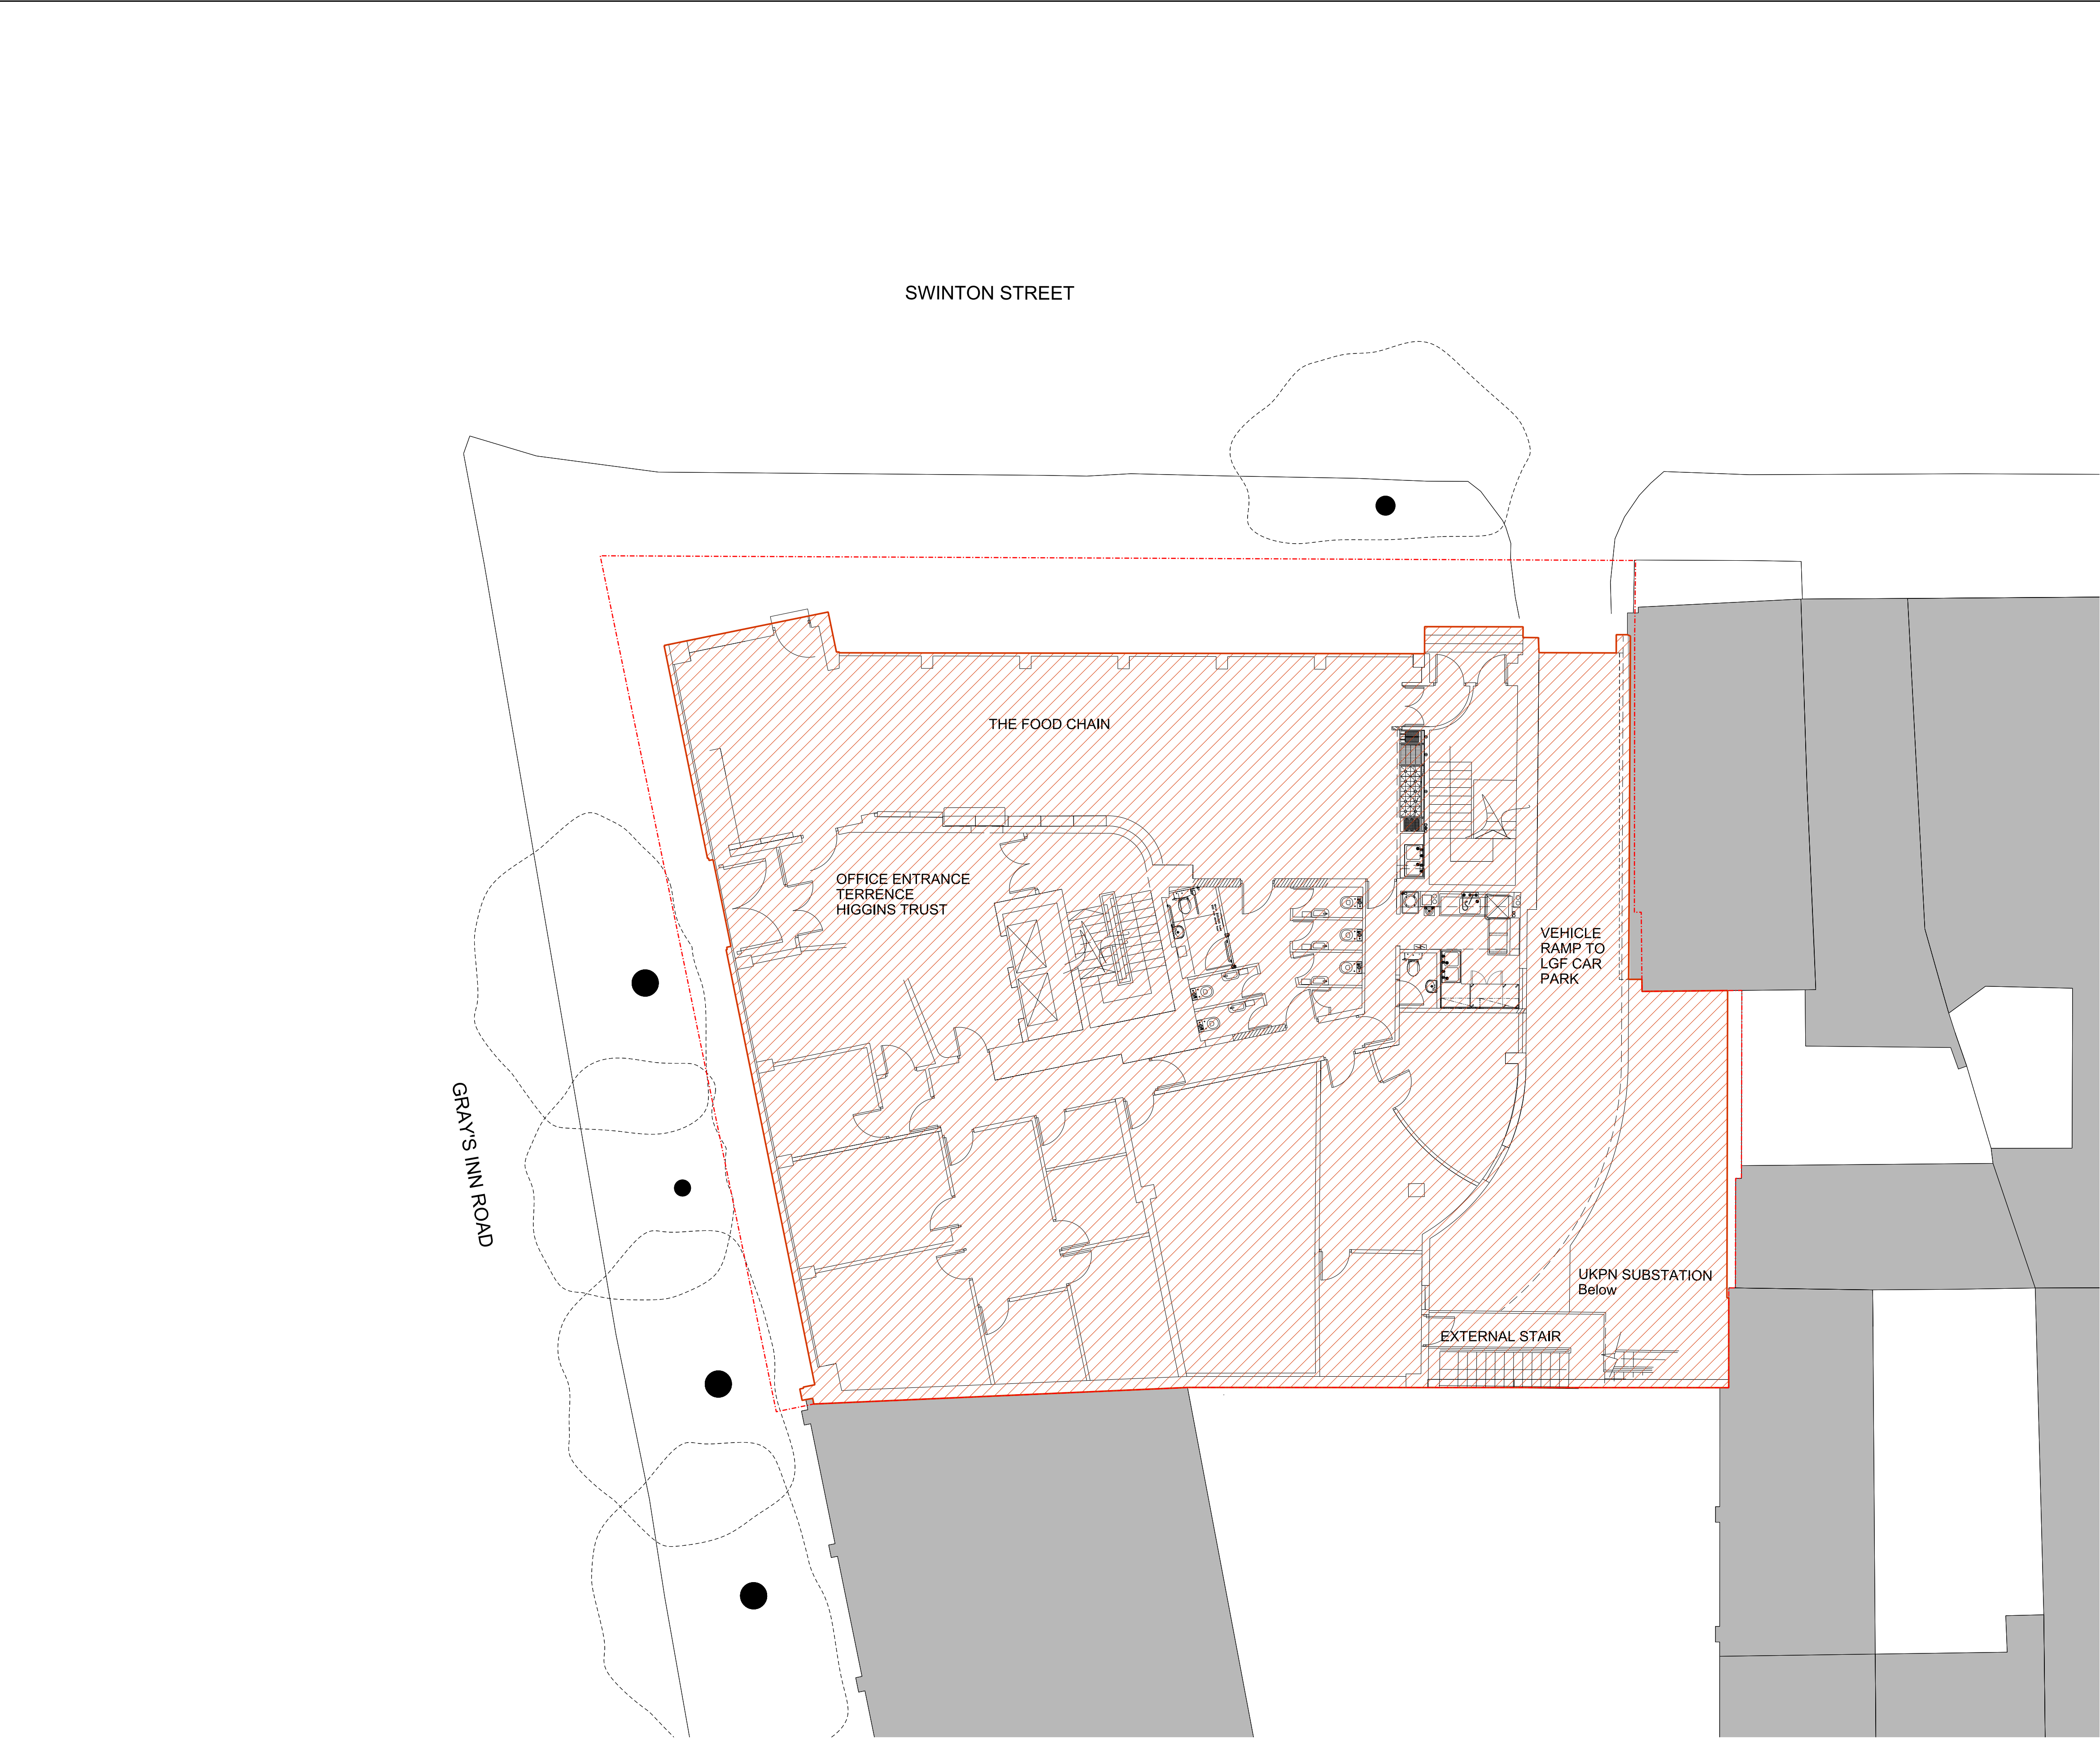 SWINTON STREET
THE FOOD CHAIN
OFFICE ENTRANCE
TERRENCE
HIGGINS TRUST
VEHICLE
RAMP TO
LGF CAR
PARK
GRAY'S INN ROAD
UKPN SUBSTATION
Below
EXTERNAL STAIR